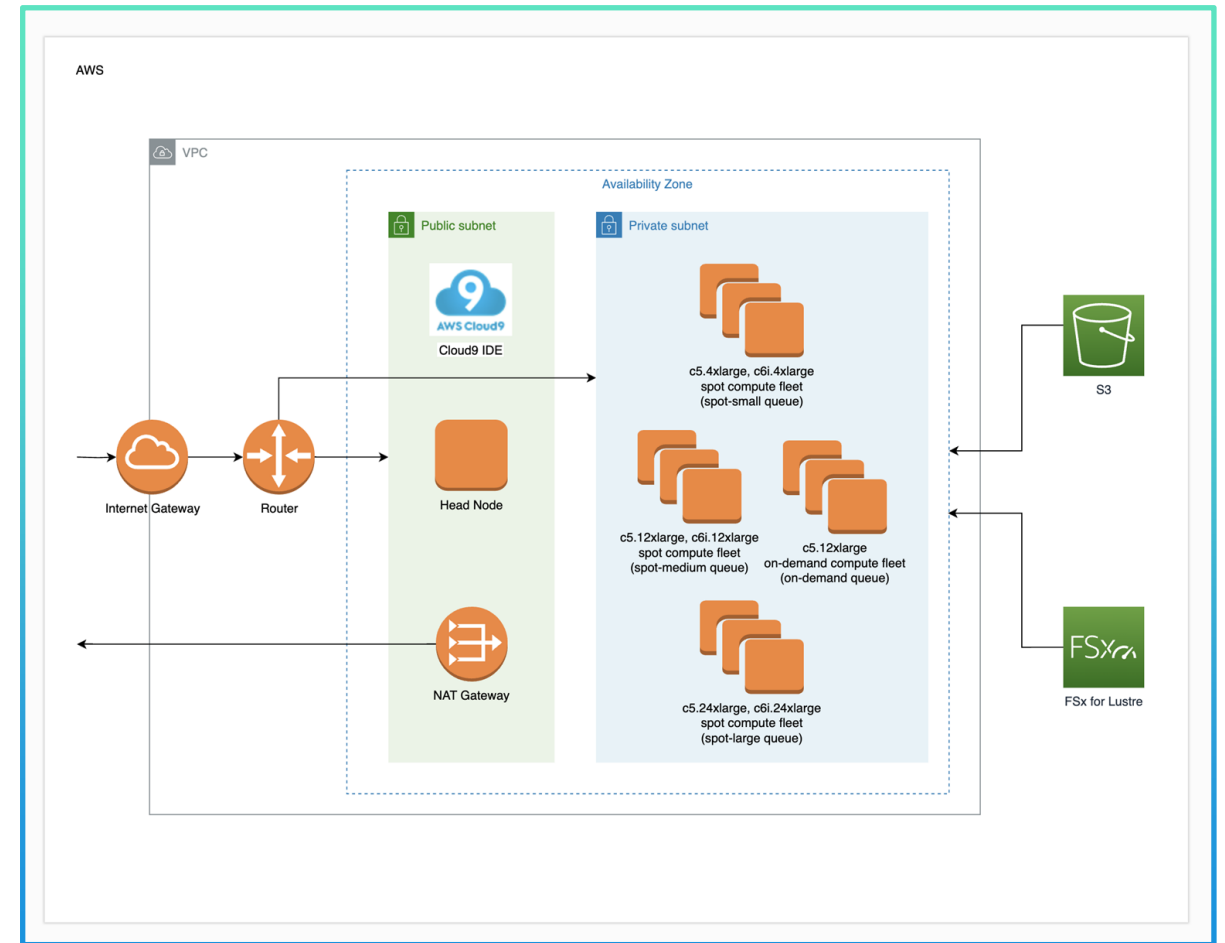 AWS
VPC
Availability Zone
Public subnet
Private subnet
9
AWS Cloud9
Cloud9 IDE
c5.4xlarge, c6i.4xlarge
spot compute fleet
(spot-small queue)
S3
Internet Gateway
Router
Head Node
c5.12xlarge, c6i.12xlarge
spot compute fleet
(spot-medium queue)
c5.12xlarge
on-demand compute fleet
(on-demand queue)
FSx
NAT Gateway
FSx for Lustre
c5.24xlarge, c6i.24xlarge
spot compute fleet
(spot-large queue)